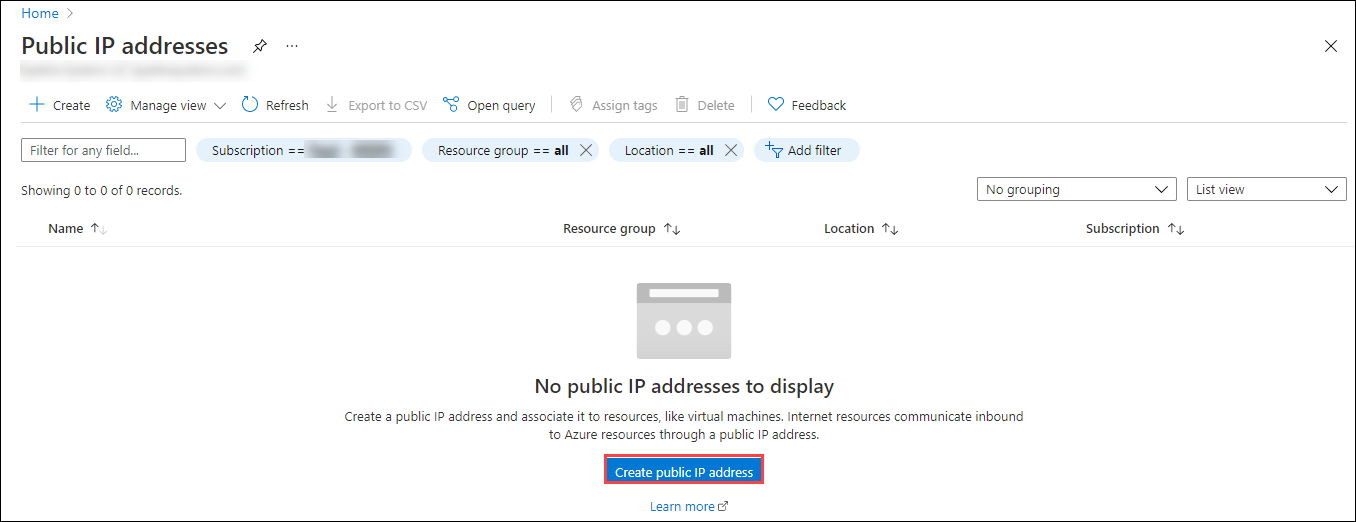 Home
Public IP addresses
Create Manage view Refresh Export to CSV Open query Assign tags Delete Feedback
Filter for any field... Subscription == Resource group == all Location == all Add filter
Showing 0 to 0 of 0 records. No grouping List view
Name Resource group Location Subscription
No public IP addresses to display
Create a public IP address and associate it to resources, like virtual machines. Internet resources communicate inbound
to Azure resources through a public IP address.
Create public IP address
Learn more